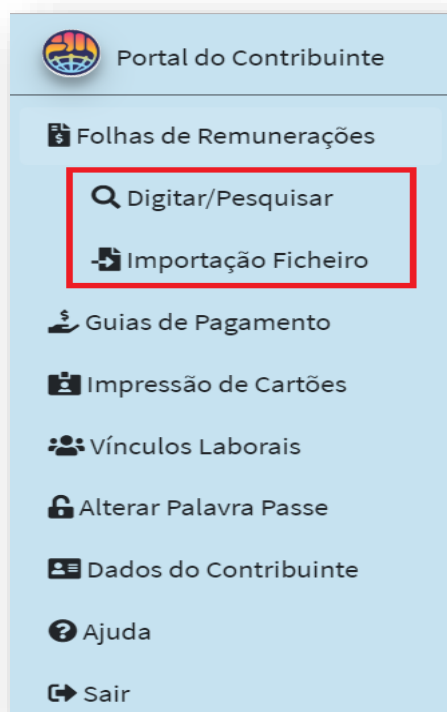 Portal do Contribuinte
Folhas de Remunerações
Digitar/Pesquisar
Importação Ficheiro
Guias de Pagamento
Impressão de Cartões
Vínculos Laborais
Alterar Palavra Passe
Dados do Contribuinte
Ajuda
Sair